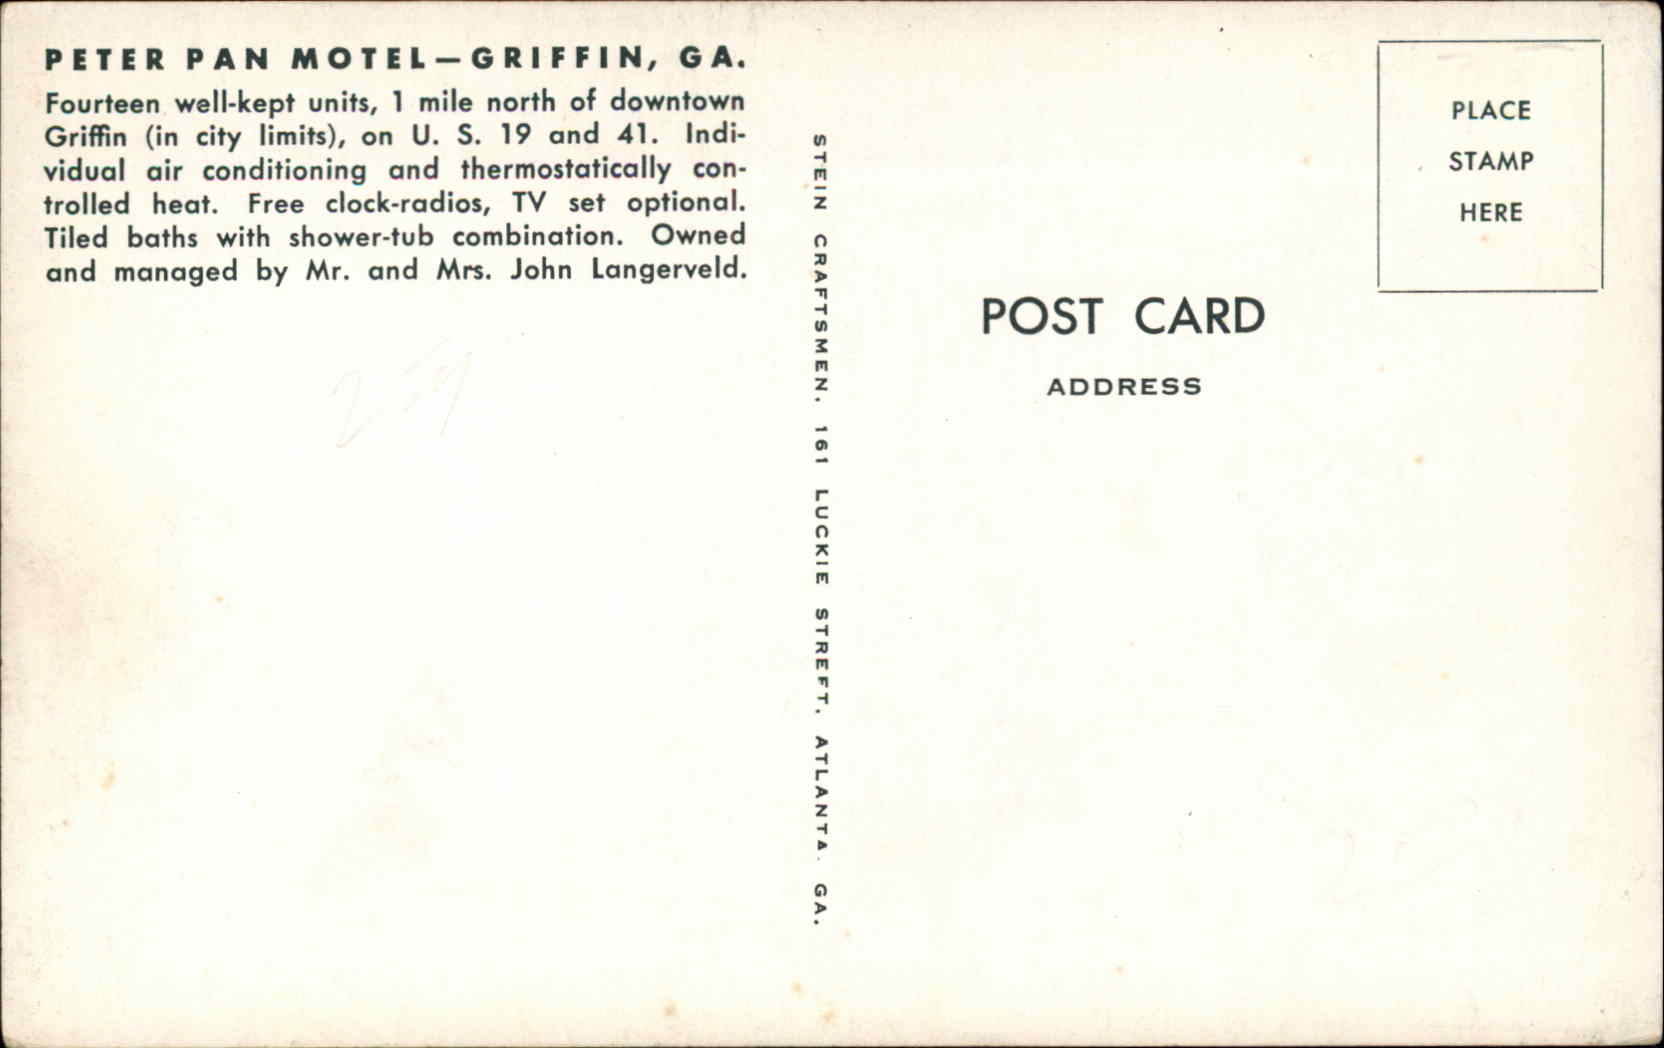 PETER PAN MOTEL—GRIFFIN, GA.
Fourteen well-kept units, 1 mile north of downtown
Griffin (in city limits), on U. S. 19 and 41. Indi-
vidual air conditioning and thermostatically con-
trolled heat. Free clock-radios, TV set optional.
Tiled baths with shower-tub combination. Owned
and managed by Mr. and Mrs. John Langerveld.
STEIN CRAFTSMEN, 161 LUCKIE STREET, ATLANTA, GA.
PLACE
STAMP
HERE
POST CARD
ADDRESS